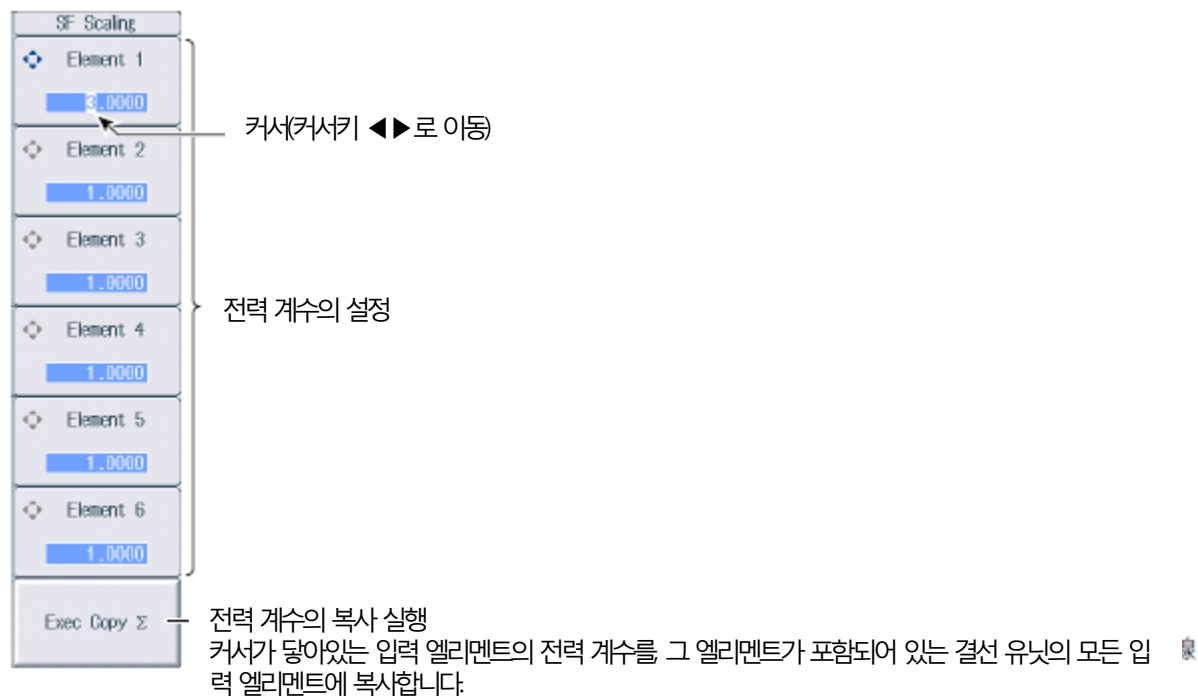 SF Scaling
Element 1
3.0000
커서(커서키 ◀▶로 이동)
Element 2
1.0000
Element 3
1.0000
전력 계수의 설정
Element 4
1.0000
Element 5
1.0000
Element 6
1.0000
Exec Copy Σ
전력 계수의 복사 실행
커서가 닿아있는 입력 엘리멘트의 전력 계수를, 그 엘리멘트가 포함되어 있는 결선 유닛의 모든 입
력 엘리멘트에 복사합니다.